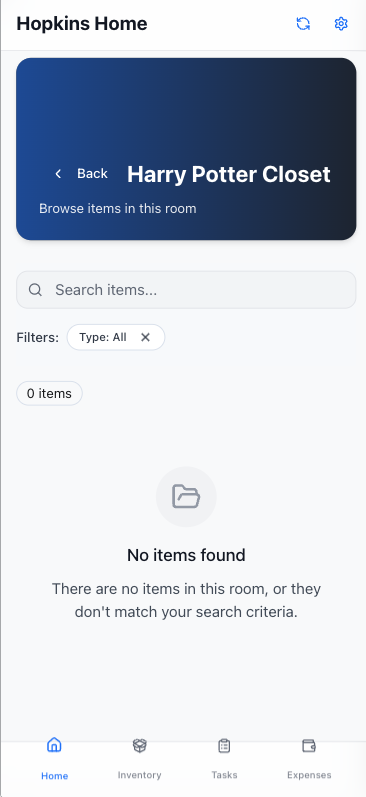 Hopkins Home
Back Harry Potter Closet
Browse items in this room
Search items...
Filters: Type: All
0 items
No items found
There are no items in this room, or they
don't match your search criteria.
Home Inventory Tasks Expenses